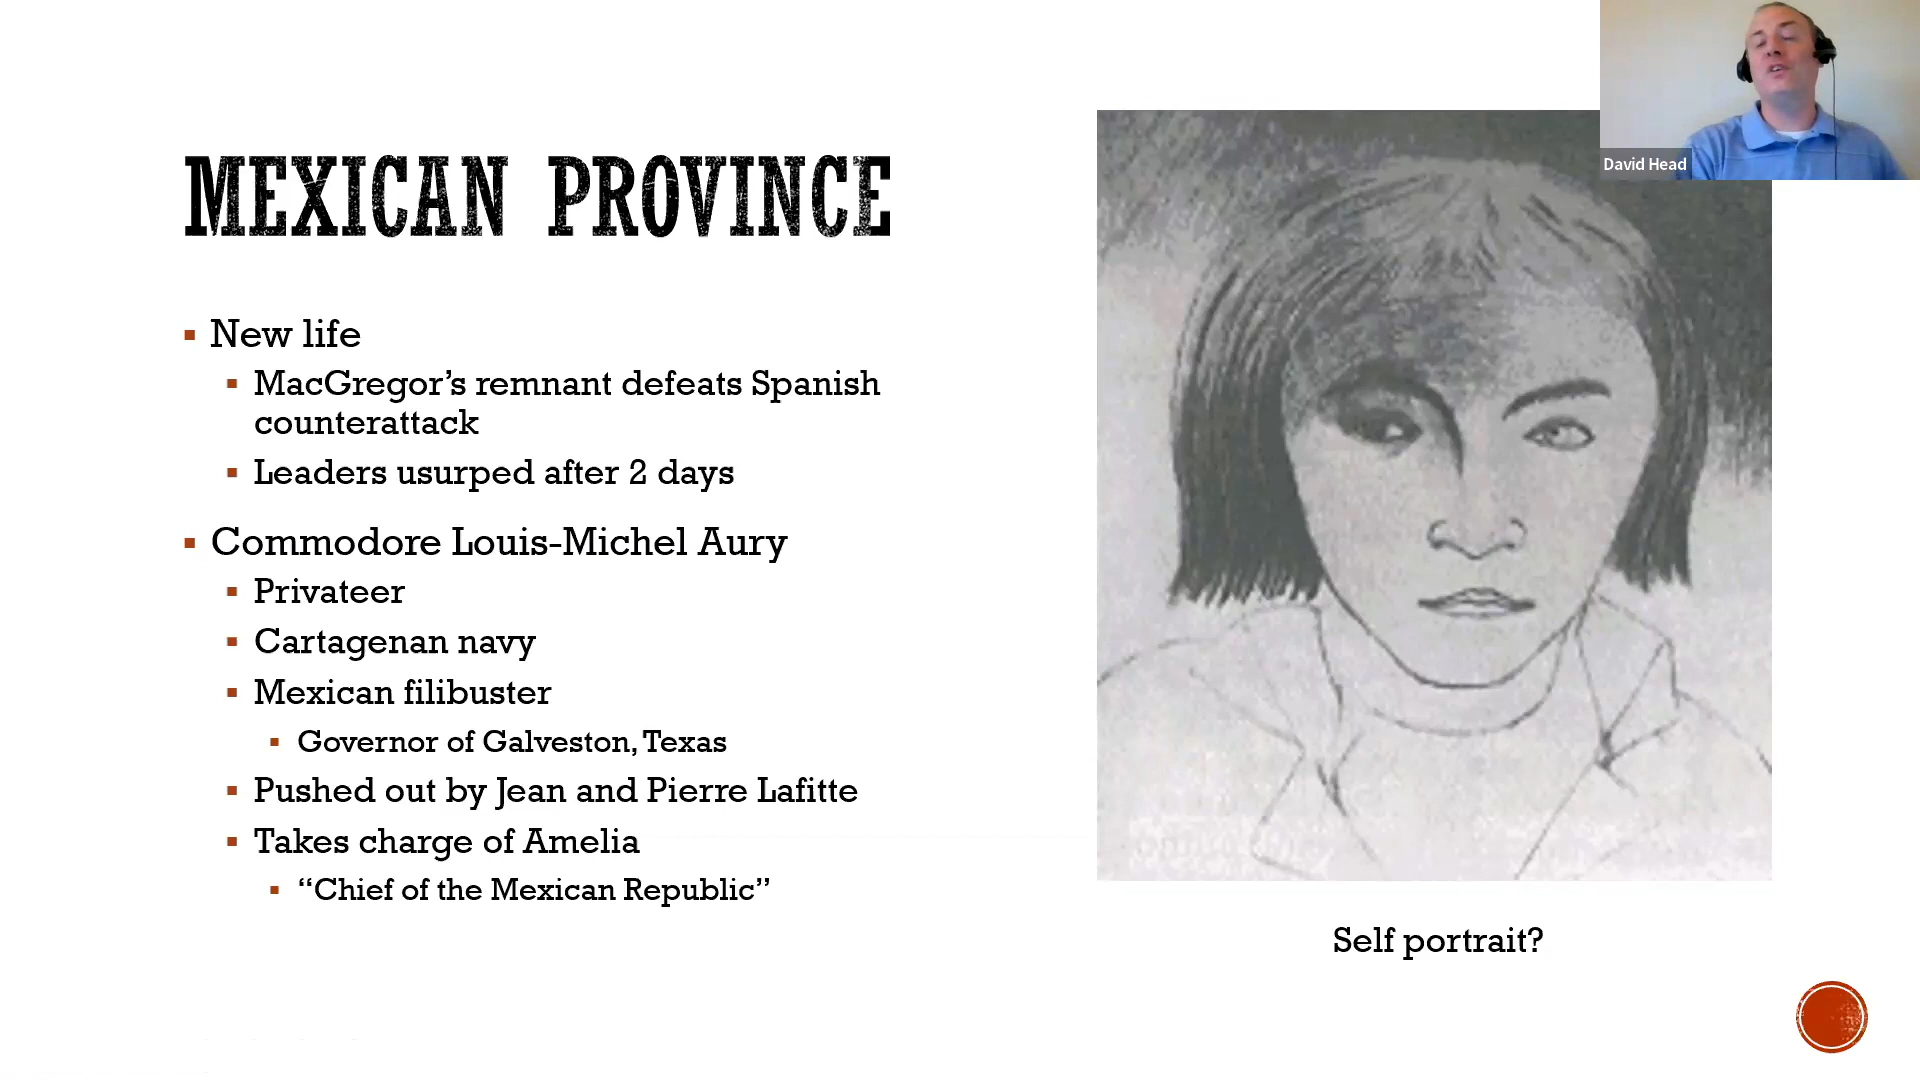 David Head
MEXICAN PROVINCE
New life
MacGregor’s remnant defeats Spanish
counterattack
Leaders usurped after 2 days
Commodore Louis-Michel Aury
Privateer
Cartagenan navy
Mexican filibuster
Governor of Galveston, Texas
Pushed out by Jean and Pierre Lafitte
Takes charge of Amelia
“Chief of the Mexican Republic”
Self portrait?